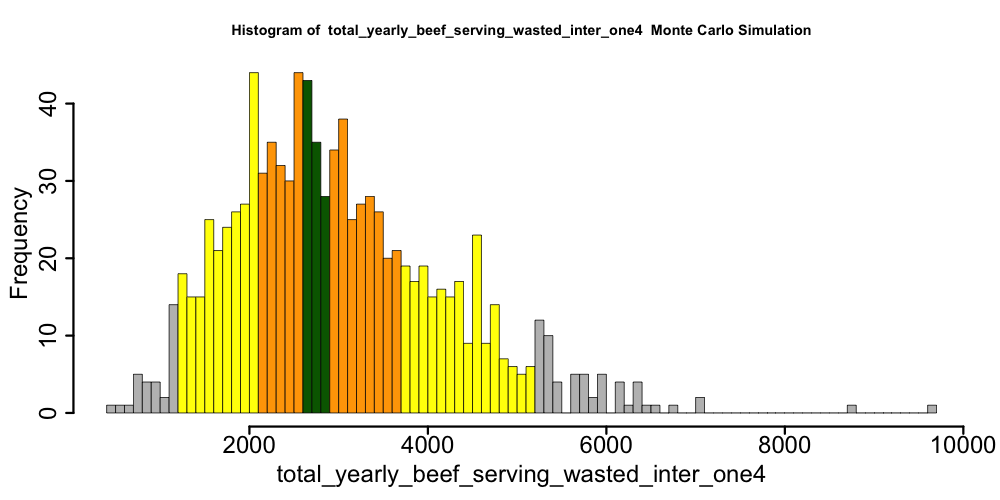 Histogram of  total_yearly_beef_serving_wasted_inter_one4  Monte Carlo Simulation
Frequency
40
30
20
10
0
2000 4000 6000 8000 10000
total_yearly_beef_serving_wasted_inter_one4